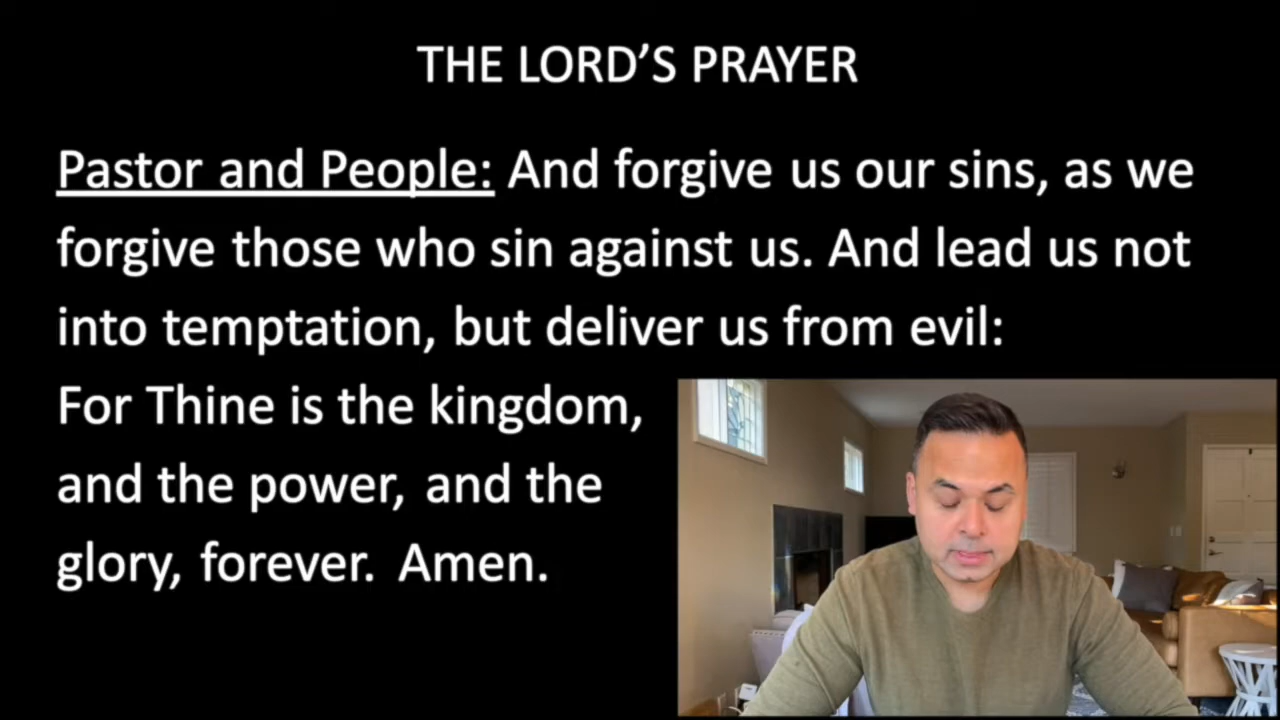 THE LORD’S PRAYER
Pastor and People: And forgive us our sins, as we
forgive those who sin against us. And lead us not
into temptation, but deliver us from evil:
For Thine is the kingdom,
and the power, and the
glory, forever. Amen.